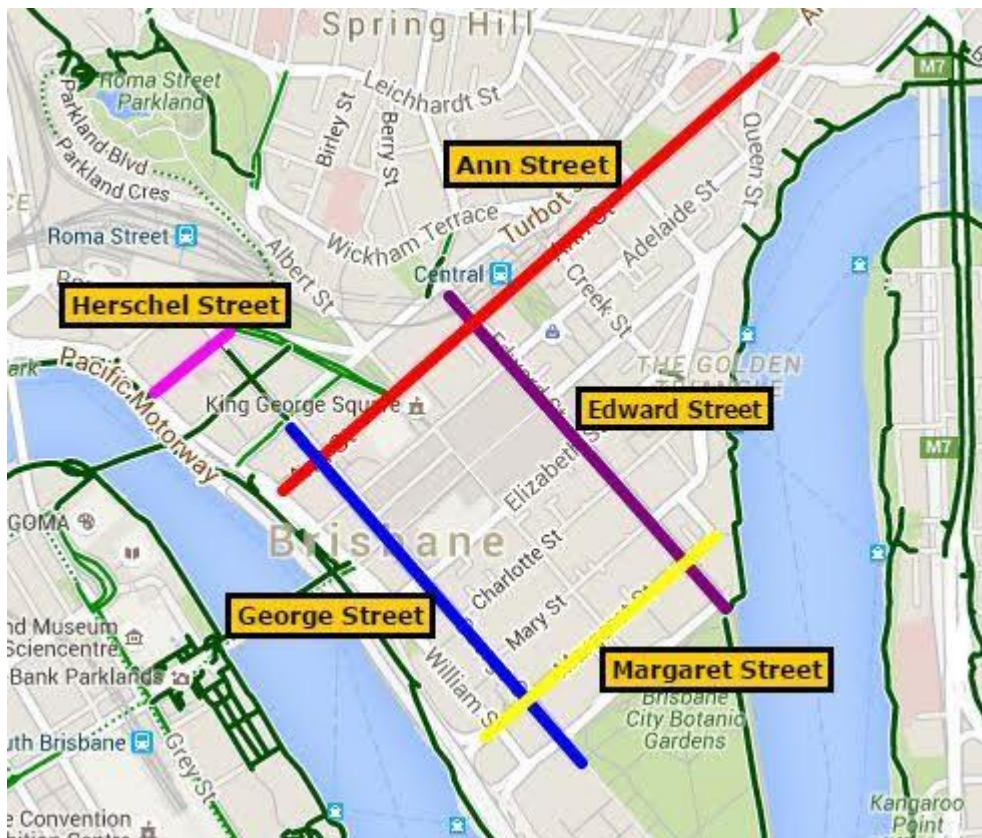 Spring Hill
Roma Street
Parkland
Leichhardt St
Birley St
Berry St
M7
Parkland Blvd
Parkland Cres
Ann Street
Queen St
Adelaide St
Turbot
Wickham Terrace
Roma Street
Albert St
Central
Creek St
Herschel Street
Pacific Motorway
THE GOLDEN
King George Square
Edward Street
Elizabeth
M7
GOMA
Brisbane
Charlotte St
George Street
Mary St
Museum
Sciencentre
William St
Margaret Street
Bank Parklands
Brisbane
City Botanic
Gardens
uth Brisbane
Grey St
Kangaroo
Point
e Convention